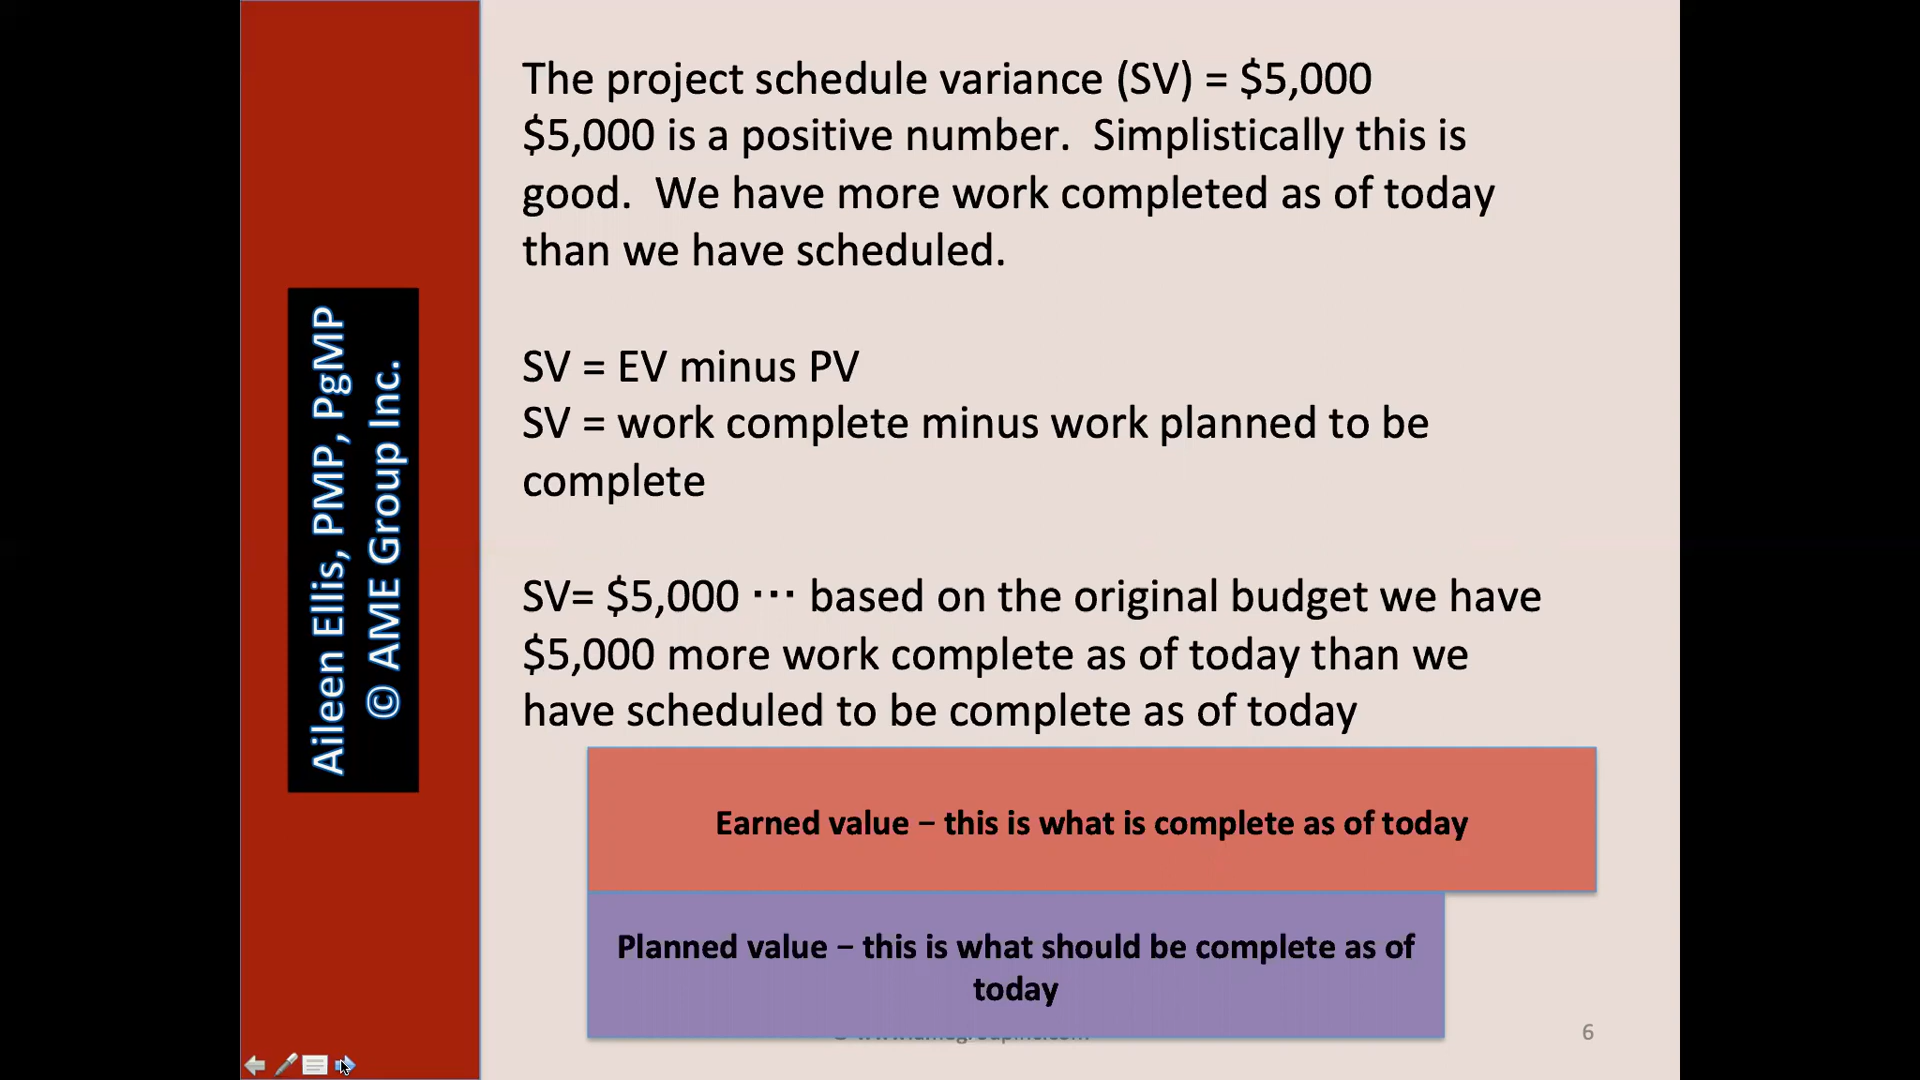 The project schedule variance (SV) = $5,000
$5,000 is a positive number.  Simplistically this is
good.  We have more work completed as of today
than we have scheduled.
SV = EV minus PV
SV = work complete minus work planned to be
complete
SV= $5,000 ··· based on the original budget we have
$5,000 more work complete as of today than we
have scheduled to be complete as of today
Earned value – this is what is complete as of today
Planned value – this is what should be complete as of
today
6
Aileen Ellis, PMP, PgMP
© AME Group Inc.